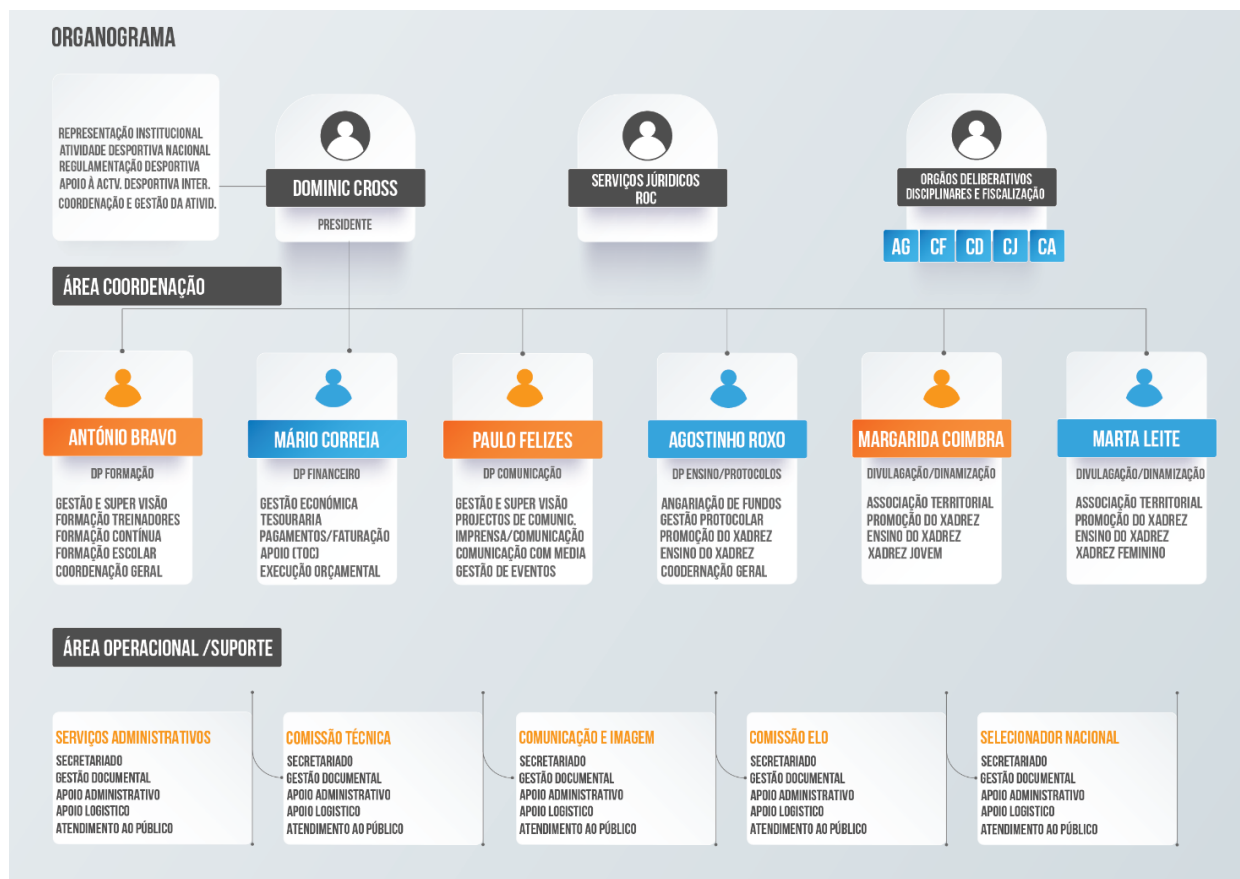 ORGANOGRAMA
REPRESENTAÇÃO INSTITUCIONAL
ATIVIDADE DESPORTIVA NACIONAL
REGULAMENTAÇÃO DESPORTIVA
APOIO À ACTV. DESPORTIVA INTER.
COORDENAÇÃO E GESTÃO DA ATIVID.
DOMINIC CROSS
PRESIDENTE
SERVIÇOS JÚRIDICOS
ROC
ORGÃOS DELIBERATIVOS
DISCIPLINARES E FISCALIZAÇÃO
AG CF CD CJ CA
ÁREA COORDENAÇÃO
ANTÓNIO BRAVO
DP FORMAÇÃO
GESTÃO E SUPER VISÃO
FORMAÇÃO TREINADORES
FORMAÇÃO CONTÍNUA
FORMAÇÃO ESCOLAR
COORDENAÇÃO GERAL
MÁRIO CORREIA
DP FINANCEIRO
GESTÃO ECONÓMICA
TESOURARIA
PAGAMENTOS/FATURAÇÃO
APOIO (TOC)
EXECUÇÃO ORÇAMENTAL
PAULO FELIZES
DP COMUNICAÇÃO
GESTÃO E SUPER VISÃO
PROJECTOS DE COMUNIC.
IMPRENSA/COMUNICAÇÃO
COMUNICAÇÃO COM MEDIA
GESTÃO DE EVENTOS
AGOSTINHO ROXO
DP ENSINO/PROTOCOLOS
ANGARIAÇÃO DE FUNDOS
GESTÃO PROTOCOLAR
PROMOÇÃO DO XADREZ
ENSINO DO XADREZ
COODERNAÇÃO GERAL
MARGARIDA COIMBRA
DIVULAGAÇÃO/DINAMIZAÇÃO
ASSOCIAÇÃO TERRITORIAL
PROMOÇÃO DO XADREZ
ENSINO DO XADREZ
XADREZ JOVEM
MARTA LEITE
DIVULAGAÇÃO/DINAMIZAÇÃO
ASSOCIAÇÃO TERRITORIAL
PROMOÇÃO DO XADREZ
ENSINO DO XADREZ
XADREZ FEMININO
ÁREA OPERACIONAL /SUPORTE
SERVIÇOS ADMINISTRATIVOS
SECRETARIADO
GESTÃO DOCUMENTAL
APOIO ADMINISTRATIVO
APOIO LOGISTICO
ATENDIMENTO AO PÚBLICO
COMISSÃO TÉCNICA
SECRETARIADO
GESTÃO DOCUMENTAL
APOIO ADMINISTRATIVO
APOIO LOGISTICO
ATENDIMENTO AO PÚBLICO
COMUNICAÇÃO E IMAGEM
SECRETARIADO
GESTÃO DOCUMENTAL
APOIO ADMINISTRATIVO
APOIO LOGISTICO
ATENDIMENTO AO PÚBLICO
COMISSÃO ELO
SECRETARIADO
GESTÃO DOCUMENTAL
APOIO ADMINISTRATIVO
APOIO LOGISTICO
ATENDIMENTO AO PÚBLICO
SELECIONADOR NACIONAL
SECRETARIADO
GESTÃO DOCUMENTAL
APOIO ADMINISTRATIVO
APOIO LOGISTICO
ATENDIMENTO AO PÚBLICO